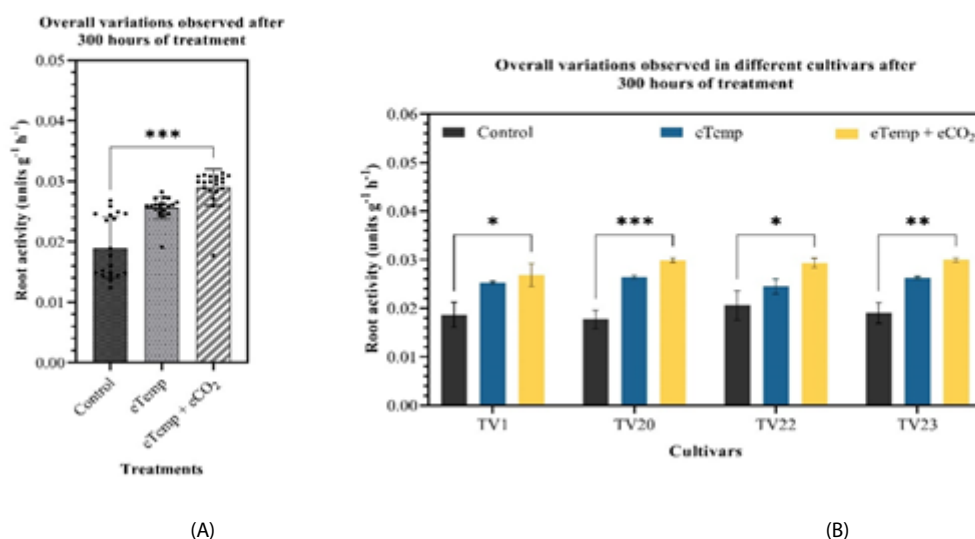 Overall variations observed after
300 hours of treatment
Root activity (units g⁻¹ h⁻¹)
0.05
0.04
0.03
0.02
0.01
0.00
***
Control
eTemp
eTemp + eCO₂
Treatments
(A)
Overall variations observed in different cultivars after
300 hours of treatment
Root activity (units g⁻¹ h⁻¹)
0.06
0.05
0.04
0.03
0.02
0.01
0.00
Control eTemp eTemp + eCO₂
* *** * **
TV1 TV20 TV22 TV23
Cultivars
(B)